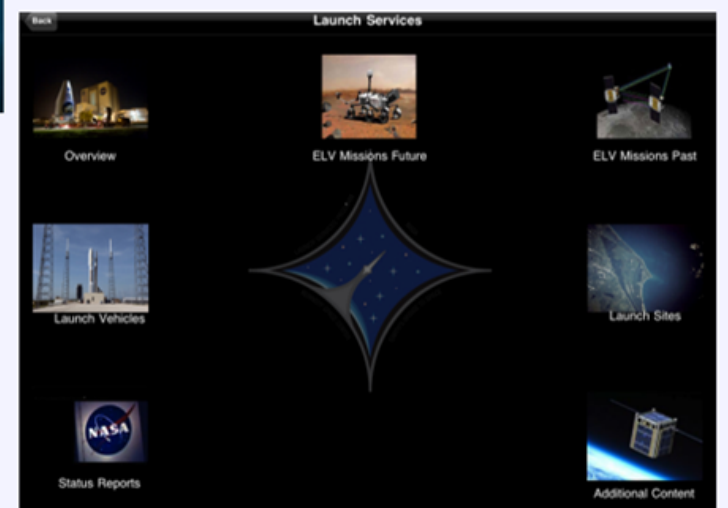 Back
Launch Services
Overview
ELV Missions Future
ELV Missions Past
Launch Vehicles
Launch Sites
NASA
Status Reports
Additional Content